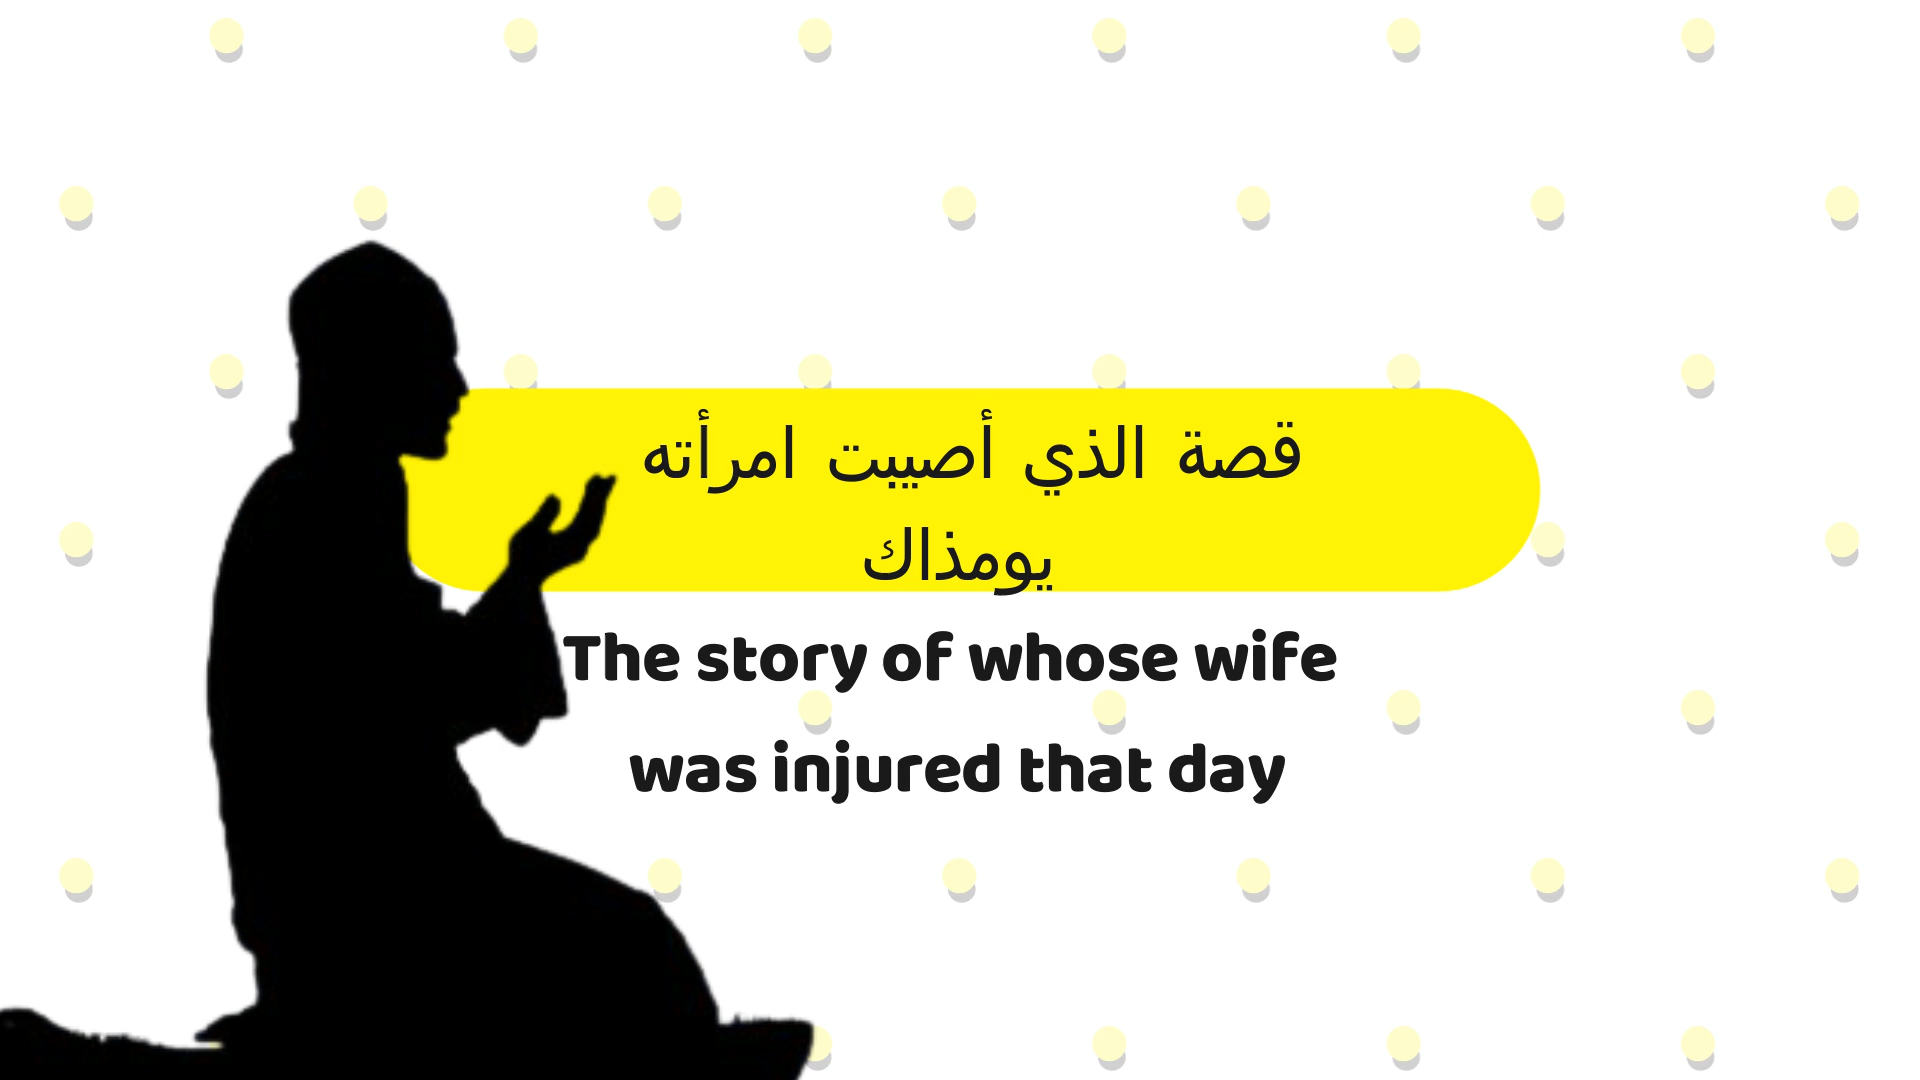 قصة الذي أصيبت امرأته
يومذاك
The story of whose wife
was injured that day